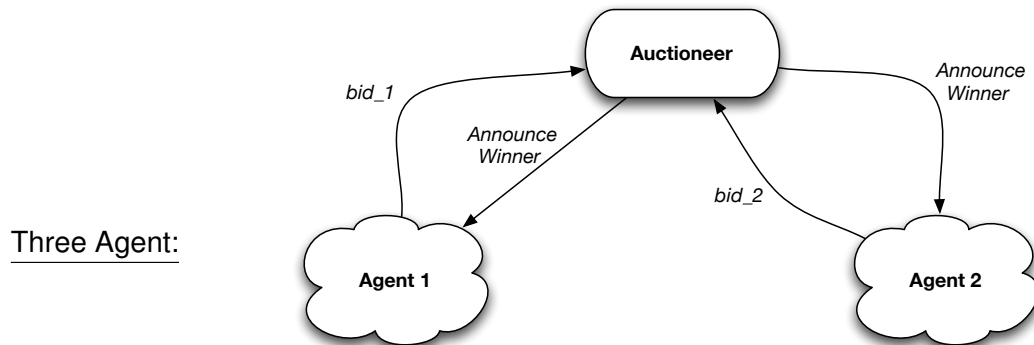 Auctioneer
bid_1
Announce
Winner
Announce
Winner
bid_2
Three Agent:
Agent 1
Agent 2